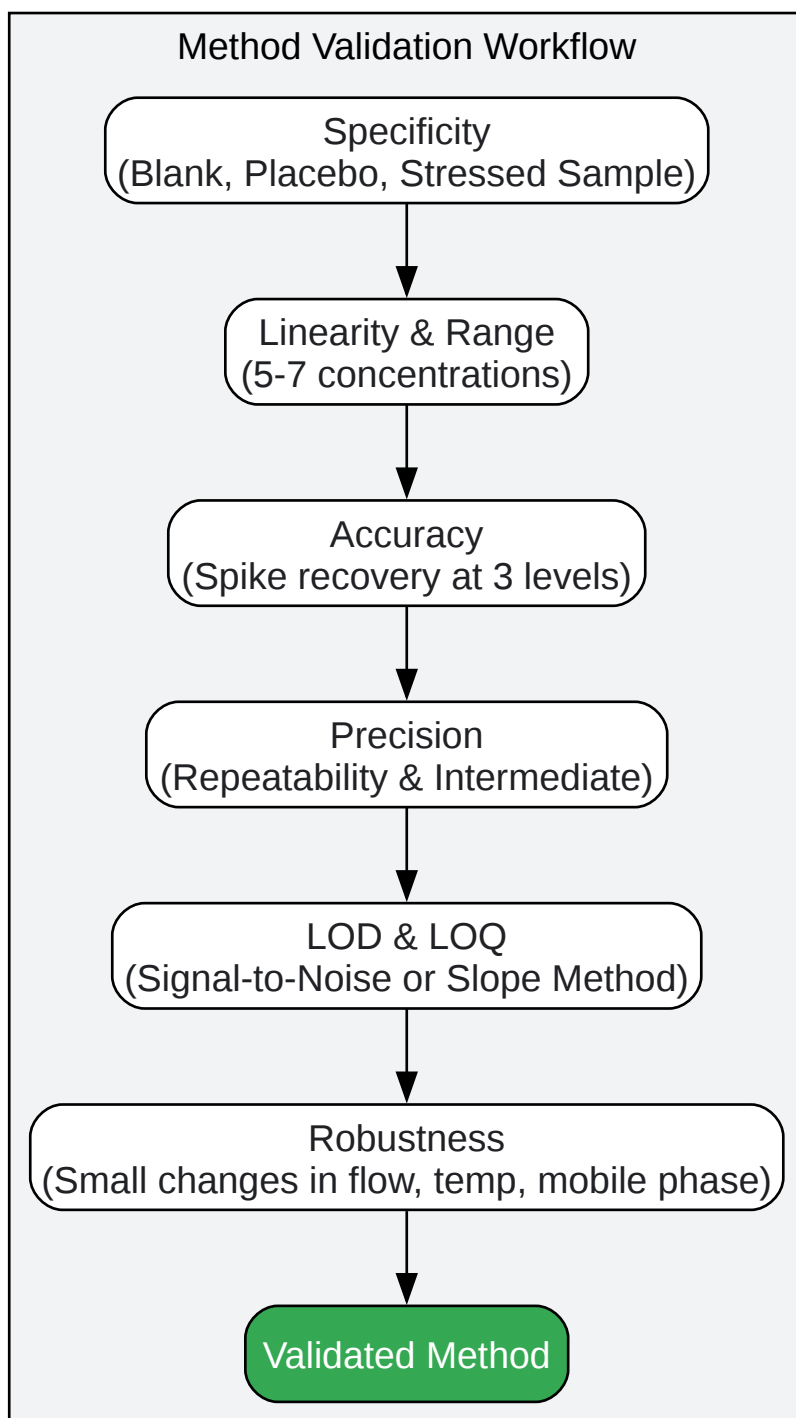 Method Validation Workflow
Specificity
(Blank, Placebo, Stressed Sample)
Linearity & Range
(5-7 concentrations)
Accuracy
(Spike recovery at 3 levels)
Precision
(Repeatability & Intermediate)
LOD & LOQ
(Signal-to-Noise or Slope Method)
Robustness
(Small changes in flow, temp, mobile phase)
Validated Method